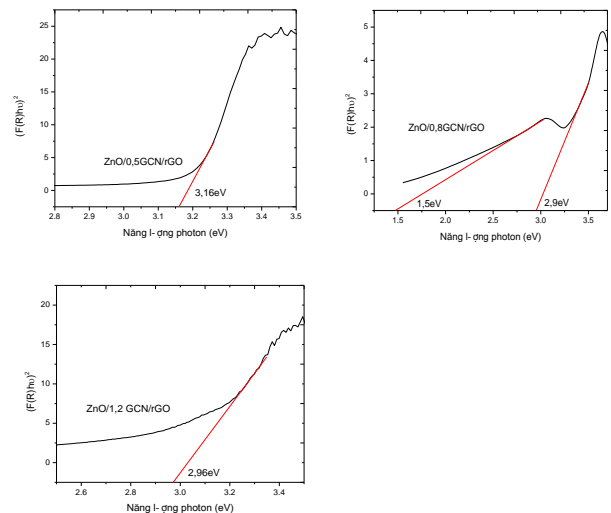 25
20
15
10
5
0
(F(R)hυ)²
ZnO/0,5GCN/rGO
3,16eV
2.8 2.9 3.0 3.1 3.2 3.3 3.4 3.5
Năng l- ợng photon (eV)
5
4
3
2
1
0
(F(R)hυ)²
ZnO/0,8GCN/rGO
1,5eV
2,9eV
1.5 2.0 2.5 3.0 3.5
Năng l- ợng photon (eV)
20
15
10
5
0
(F(R)hυ)²
ZnO/1,2 GCN/rGO
2,96eV
2.6 2.8 3.0 3.2 3.4
Năng l- ợng photon (eV)